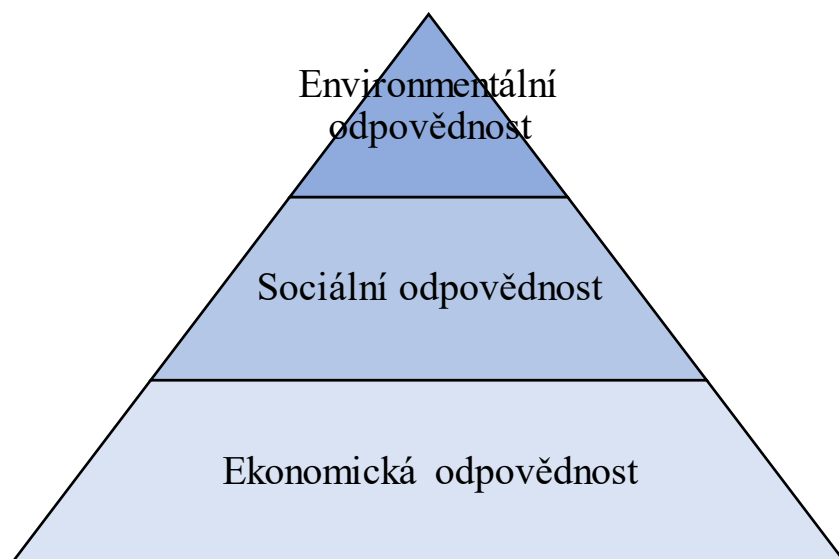 Environmentální
odpovědnost
Sociální odpovědnost
Ekonomická odpovědnost